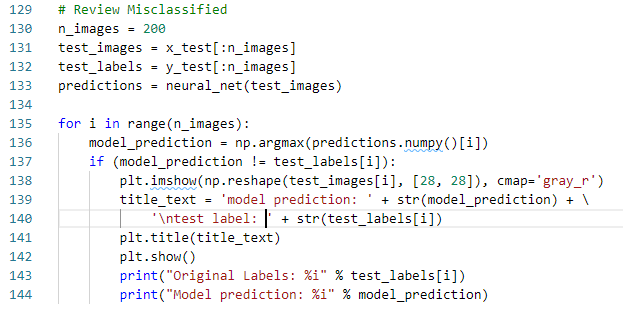 129 # Review Misclassified
130 n_images = 200
131 test_images = x_test[:n_images]
132 test_labels = y_test[:n_images]
133 predictions = neural_net(test_images)
134
135 for i in range(n_images):
136     model_prediction = np.argmax(predictions.numpy()[i])
137     if (model_prediction != test_labels[i]):
138         plt.imshow(np.reshape(test_images[i], [28, 28]), cmap='gray_r')
139         title_text = 'model prediction: ' + str(model_prediction) + \
140             '\ntest label: ' + str(test_labels[i])
141         plt.title(title_text)
142         plt.show()
143         print("Original Labels: %i" % test_labels[i])
144         print("Model prediction: %i" % model_prediction)